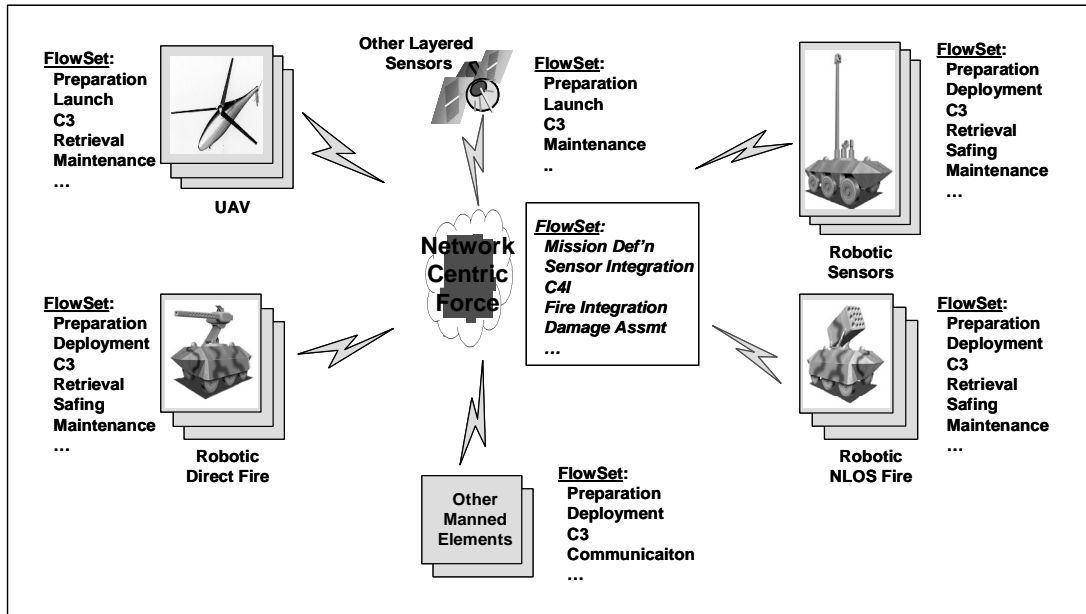 FlowSet:
Preparation
Launch
C3
Retrieval
Maintenance
…
UAV
Other Layered
Sensors
FlowSet:
Preparation
Launch
C3
Maintenance
..
FlowSet:
Preparation
Deployment
C3
Retrieval
Safing
Maintenance
…
Robotic
Sensors
Network
Centric
Force
FlowSet:
Mission Def'n
Sensor Integration
C4I
Fire Integration
Damage Assmt
…
FlowSet:
Preparation
Deployment
C3
Retrieval
Safing
Maintenance
…
Robotic
Direct Fire
FlowSet:
Preparation
Deployment
C3
Retrieval
Safing
Maintenance
…
Robotic
NLOS Fire
Other
Manned
Elements
FlowSet:
Preparation
Deployment
C3
Communicaiton
…